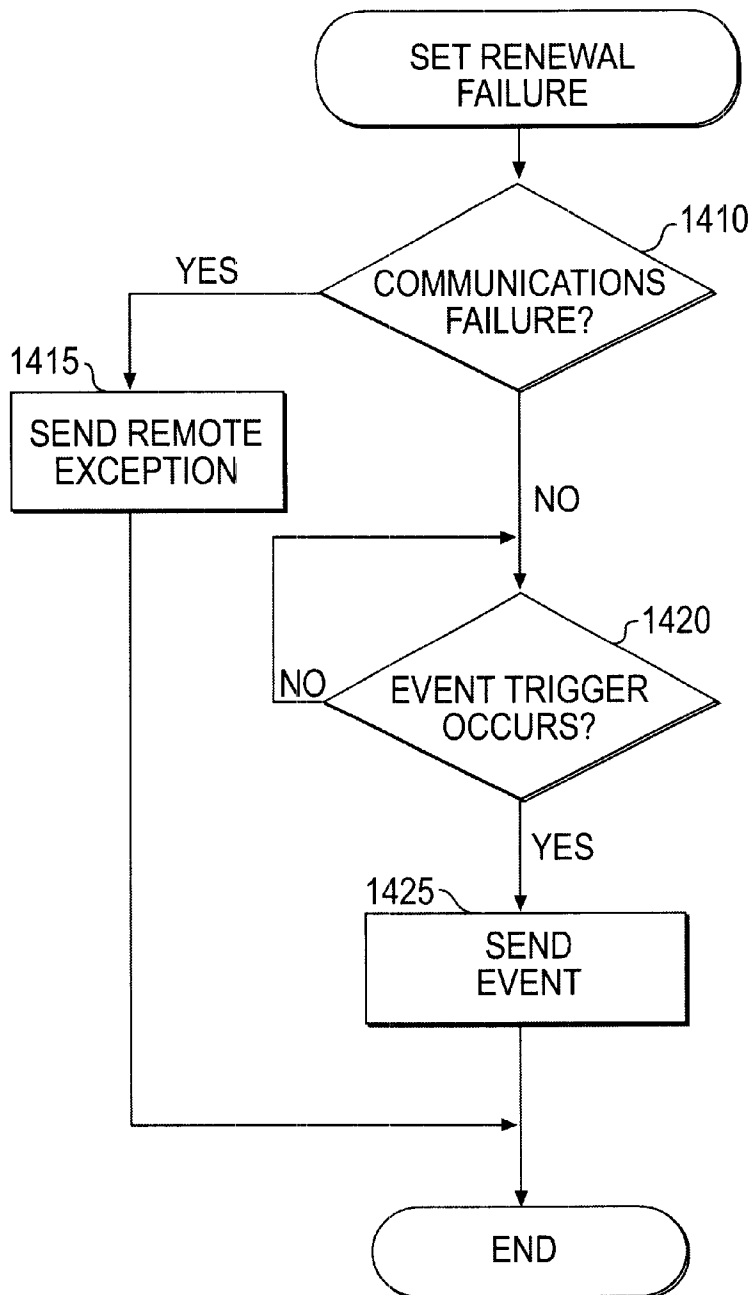 SET RENEWAL
FAILURE
1410
COMMUNICATIONS
FAILURE?
YES
1415
SEND REMOTE
EXCEPTION
NO
1420
EVENT TRIGGER
OCCURS?
NO
YES
1425
SEND
EVENT
END